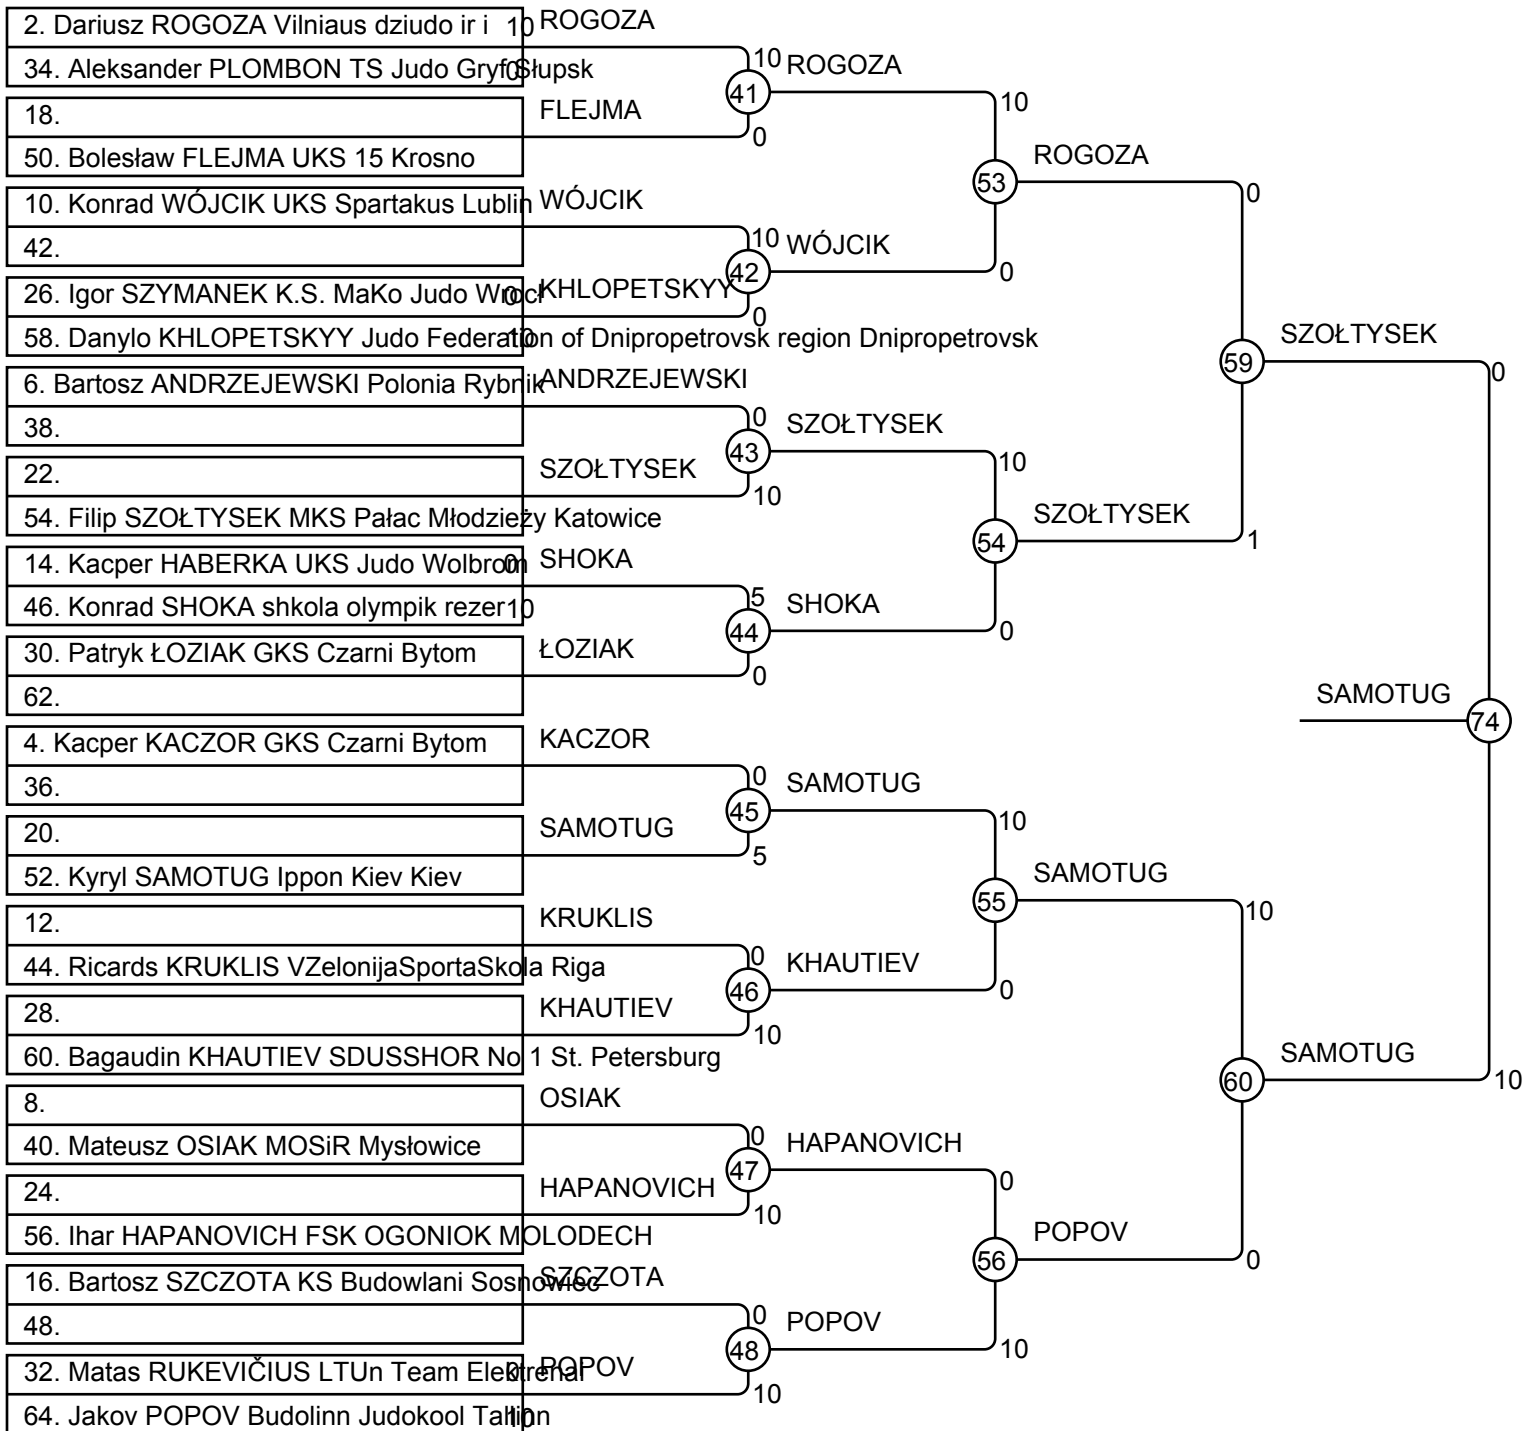 2. Dariusz ROGOZA Vilniaus dziudo ir i 10 ROGOZA
34. Aleksander PLOMBON TS Judo Gryf Słupsk 0
10 ROGOZA
41
18. FLEJMA
0
50. Bolesław FLEJMA UKS 15 Krosno
10
53 ROGOZA
0
10. Konrad WÓJCIK UKS Spartakus Lublin WÓJCIK
42.
10 WÓJCIK
42
0
26. Igor SZYMANEK K.S. MaKo Judo Wrocł 0 KHLOPETSKYY
0
58. Danylo KHLOPETSKYY Judo Federation of Dnipropetrovsk region Dnipropetrovsk 10
59 SZOŁTYSEK
0
6. Bartosz ANDRZEJEWSKI Polonia Rybnik ANDRZEJEWSKI
38.
0 SZOŁTYSEK
43
22. SZOŁTYSEK
10
54. Filip SZOŁTYSEK MKS Pałac Młodzieży Katowice
10
54 SZOŁTYSEK
1
14. Kacper HABERKA UKS Judo Wolbrom 0 SHOKA
46. Konrad SHOKA shkola olympik rezer 10
5 SHOKA
44
0
30. Patryk ŁOZIAK GKS Czarni Bytom ŁOZIAK
0
62.
SAMOTUG 74
4. Kacper KACZOR GKS Czarni Bytom KACZOR
36.
0 SAMOTUG
45
20. SAMOTUG
5
52. Kyryl SAMOTUG Ippon Kiev Kiev
10
55 SAMOTUG
10
12. KRUKLIS
44. Ricards KRUKLIS VZelonijaSportaSkola Riga
0 KHAUTIEV
46
0
28. KHAUTIEV
10
60. Bagaudin KHAUTIEV SDUSSHOR No 1 St. Petersburg
60 SAMOTUG
10
8. OSIAK
40. Mateusz OSIAK MOSiR Mysłowice
0 HAPANOVICH
47
0
24. HAPANOVICH
10
56. Ihar HAPANOVICH FSK OGONIOK MOLODECH
56 POPOV
0
16. Bartosz SZCZOTA KS Budowlani Sosnowiec SZCZOTA
48.
0 POPOV
48
10
32. Matas RUKEVIČIUS LTUn Team Elektrenai 0 POPOV
10
64. Jakov POPOV Budolinn Judokool Tallinn 10